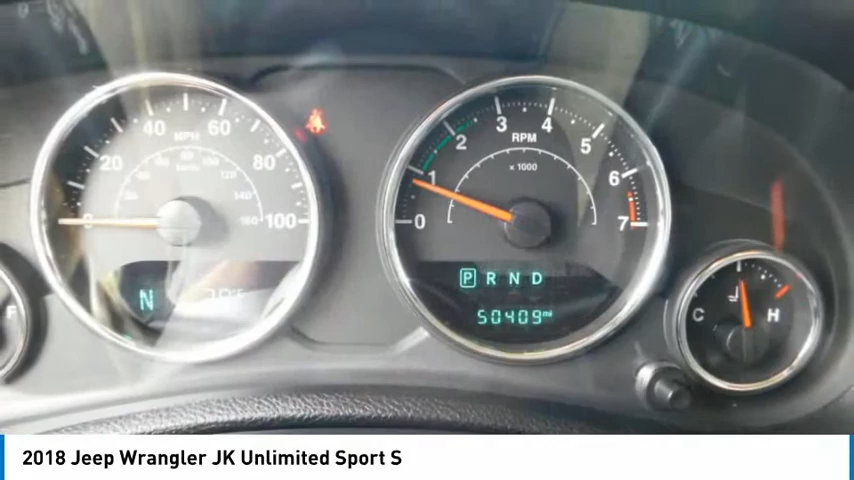 20 40 60 80 100
MPH
0 1 2 3 4 5 6 7
RPM
x 1000
P R N D
50409 mi
N
F
C H
2018 Jeep Wrangler JK Unlimited Sport S